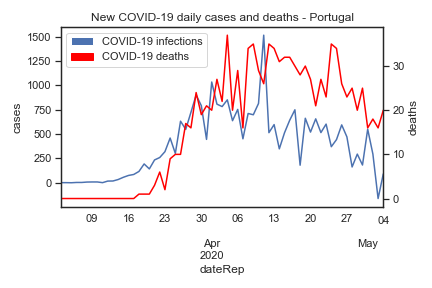 New COVID-19 daily cases and deaths - Portugal
COVID-19 infections
COVID-19 deaths
cases
1500
1250
1000
750
500
250
0
deaths
30
20
10
0
09
16
23
30
06
13
20
27
04
Apr
2020
May
dateRep